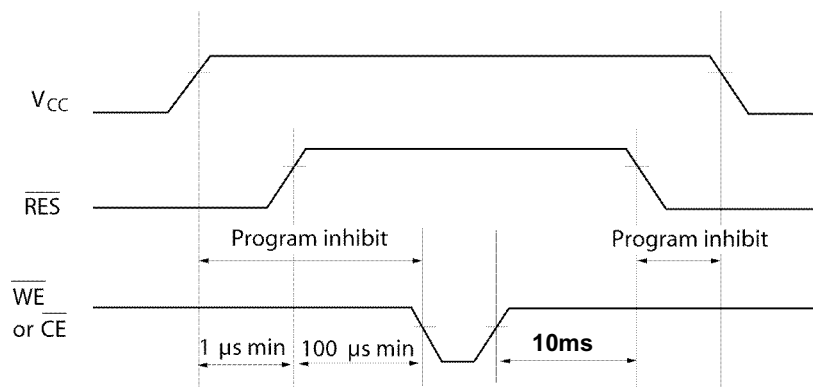 VCC
RES
Program inhibit
Program inhibit
WE
or CE
1 µs min
100 µs min
10ms